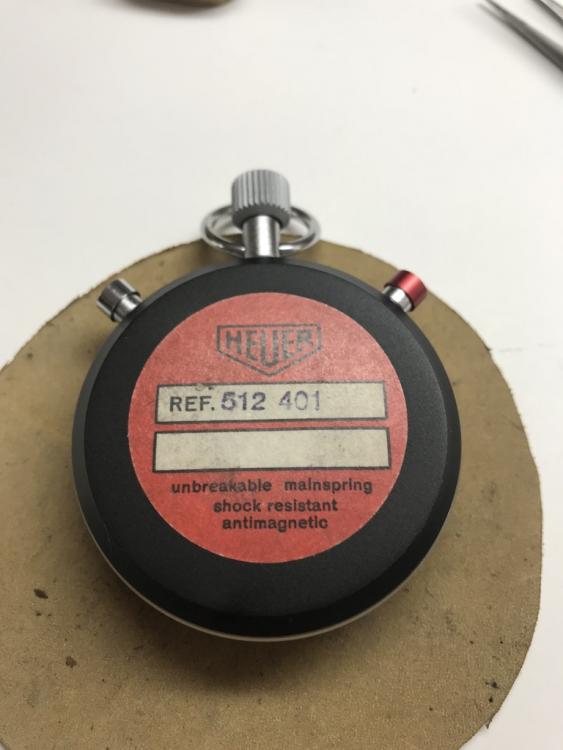 HEUER
REF. 512 401
unbreakable mainspring
shock resistant
antimagnetic